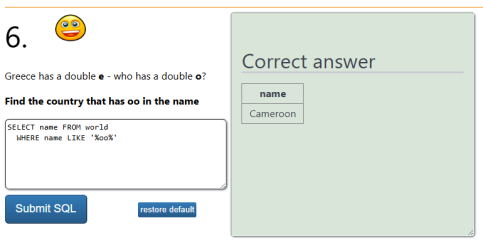 6.
Greece has a double e - who has a double o?
Find the country that has oo in the name
SELECT name FROM world
  WHERE name LIKE '%oo%'
Submit SQL
restore default
Correct answer
name
Cameroon